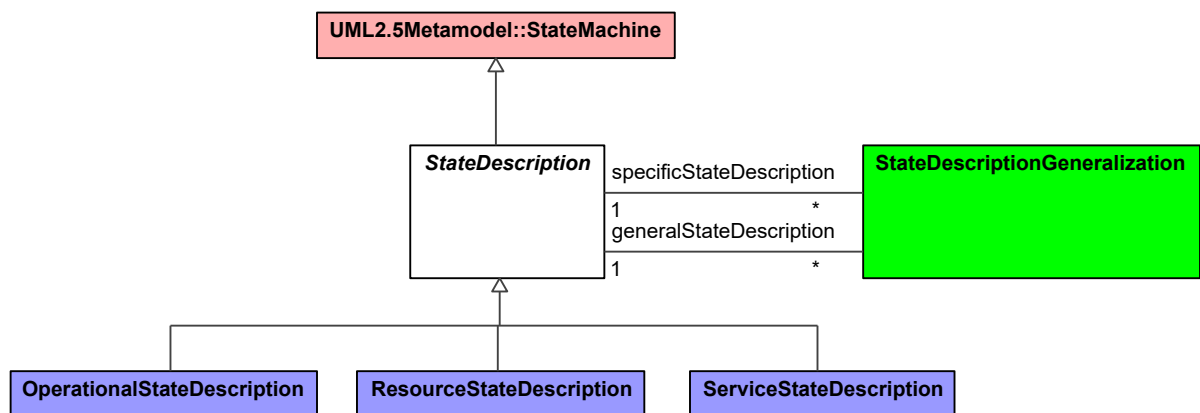 UML2.5Metamodel::StateMachine
StateDescription
StateDescriptionGeneralization
specificStateDescription
1 *
generalStateDescription
1 *
OperationalStateDescription
ResourceStateDescription
ServiceStateDescription